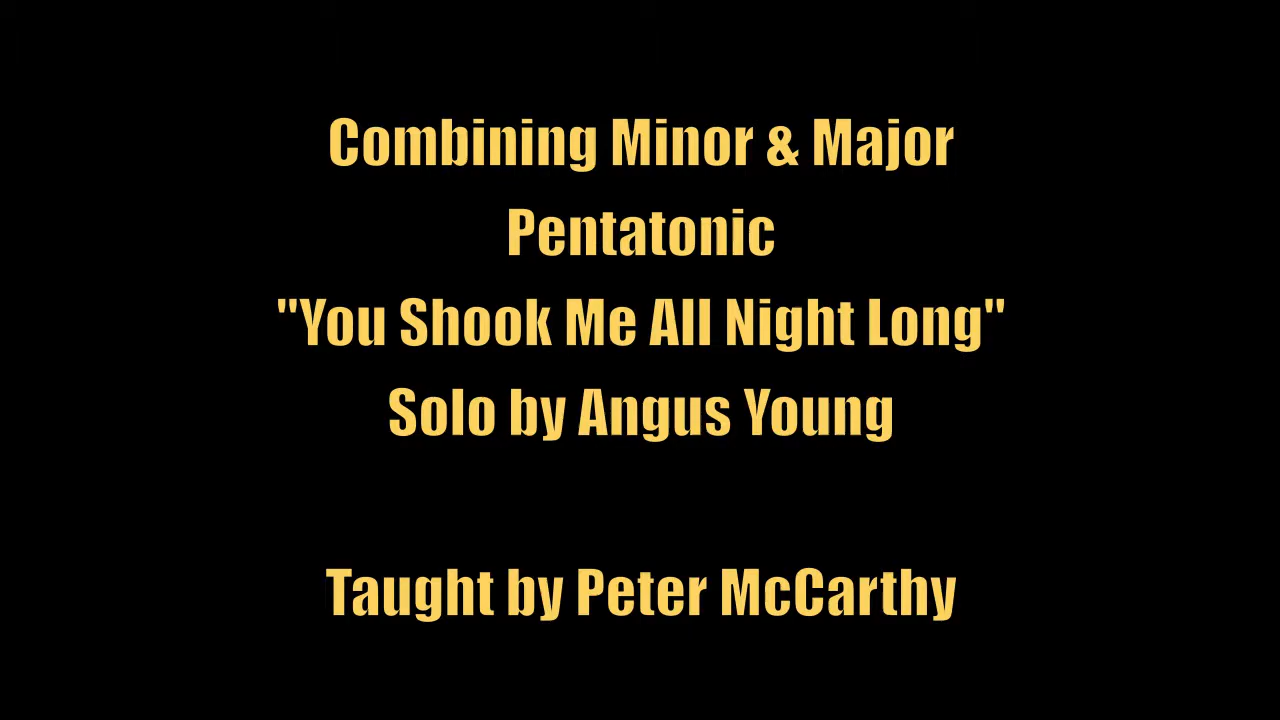 Combining Minor & Major
Pentatonic
"You Shook Me All Night Long"
Solo by Angus Young
Taught by Peter McCarthy